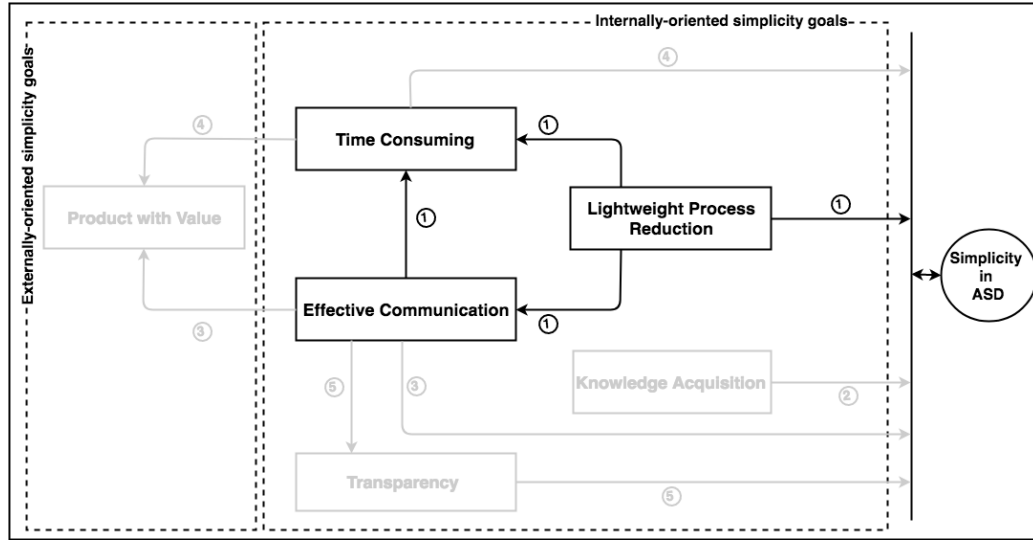 Internally-oriented simplicity goals
Externally-oriented simplicity goals
4
4
1
Time Consuming
Product with Value
1
Lightweight Process
Reduction
1
Simplicity
in
ASD
Effective Communication
1
3
5
3
Knowledge Acquisition
2
Transparency
5